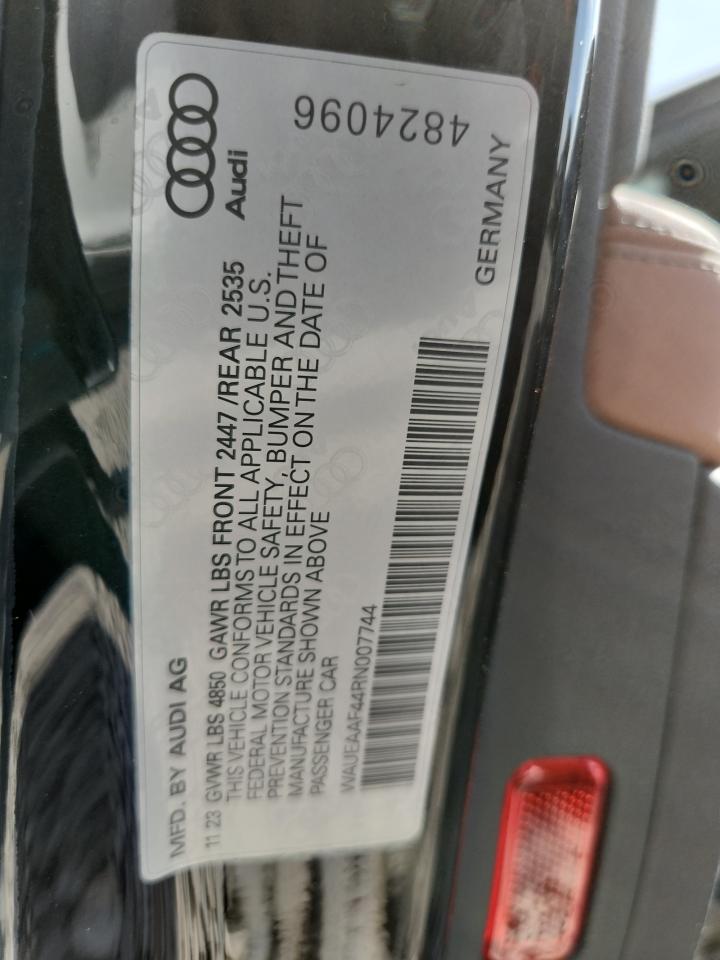 MFD. BY AUDI AG
Audi
11 23 GVWR LBS 4850 GAWR LBS FRONT 2447 /REAR 2535
THIS VEHICLE CONFORMS TO ALL APPLICABLE U.S.
FEDERAL MOTOR VEHICLE SAFETY, BUMPER AND THEFT
PREVENTION STANDARDS IN EFFECT ON THE DATE OF
MANUFACTURE SHOWN ABOVE
PASSENGER CAR
WAUEAAF44RN007744
GERMANY
4824096